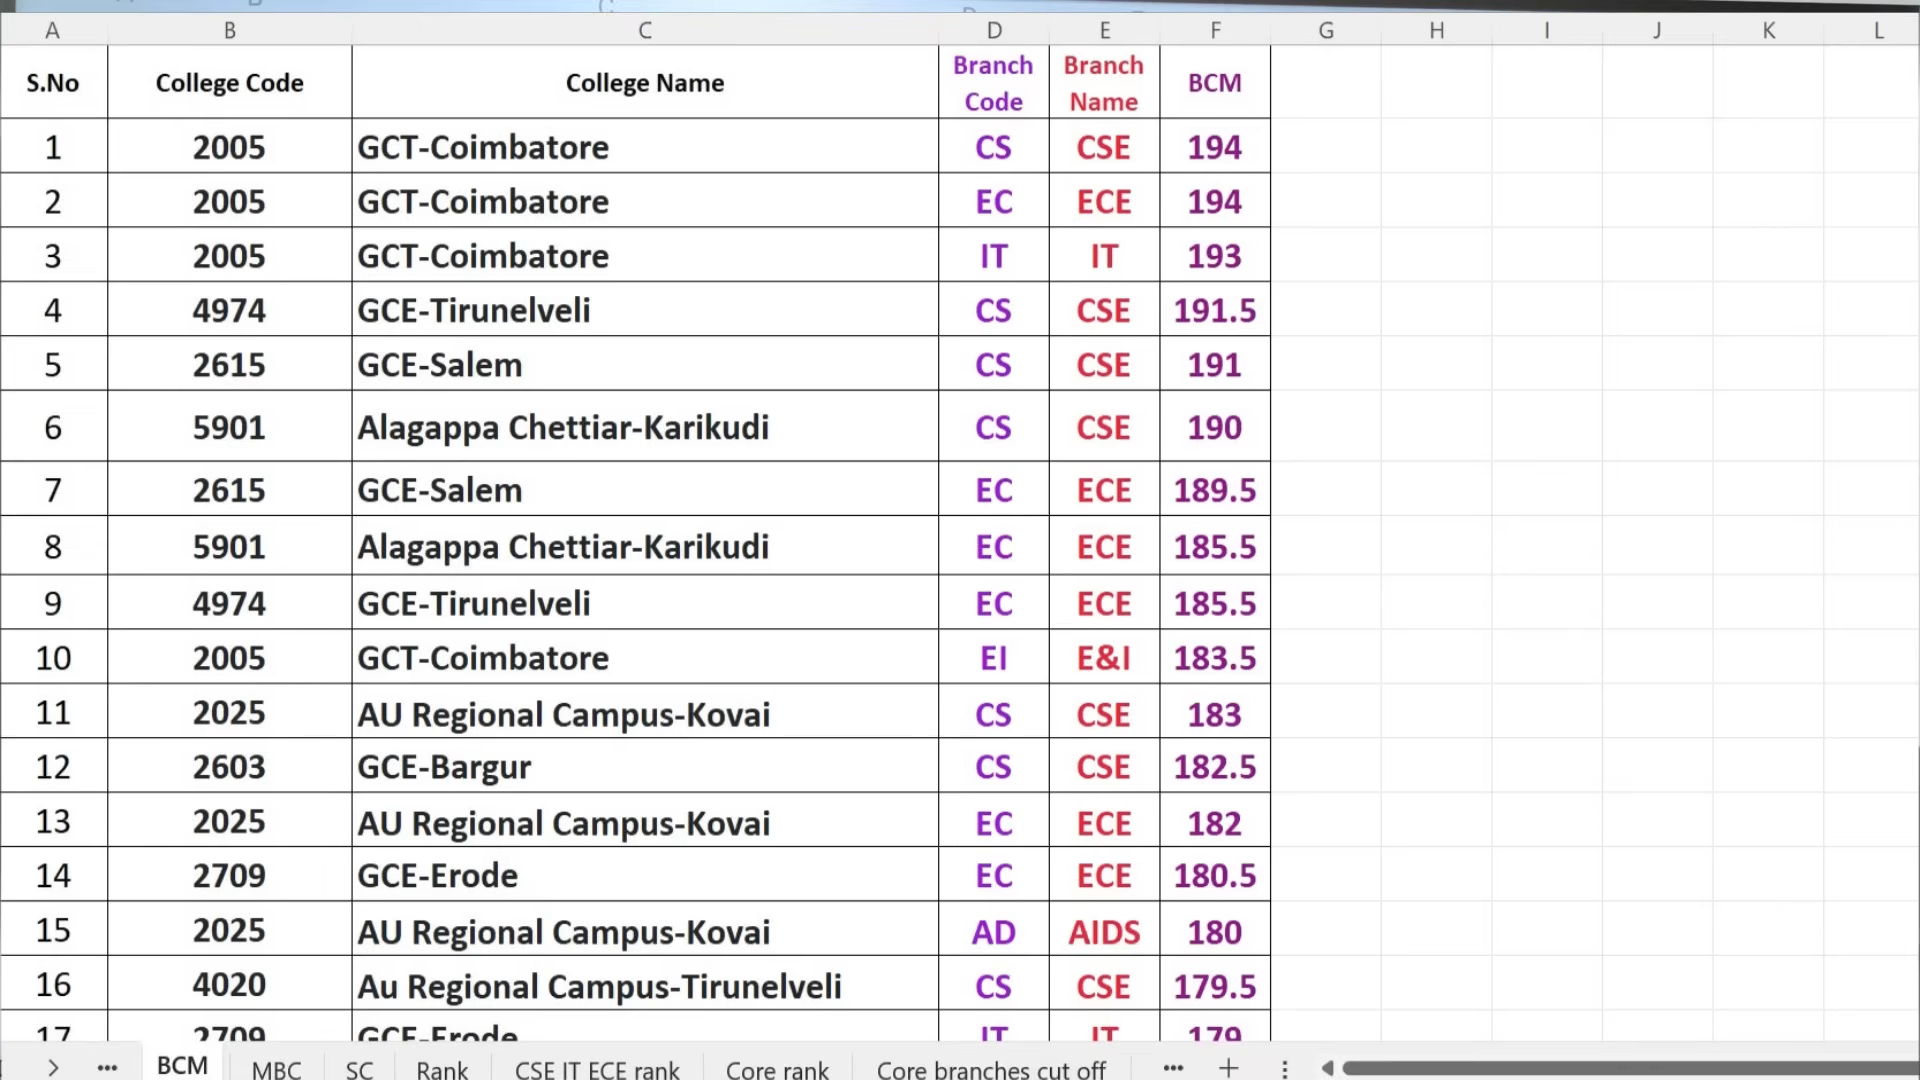 A B C D E F G H I J K L
S.No College Code College Name Branch Code Branch Name BCM
1 2005 GCT-Coimbatore CS CSE 194
2 2005 GCT-Coimbatore EC ECE 194
3 2005 GCT-Coimbatore IT IT 193
4 4974 GCE-Tirunelveli CS CSE 191.5
5 2615 GCE-Salem CS CSE 191
6 5901 Alagappa Chettiar-Karikudi CS CSE 190
7 2615 GCE-Salem EC ECE 189.5
8 5901 Alagappa Chettiar-Karikudi EC ECE 185.5
9 4974 GCE-Tirunelveli EC ECE 185.5
10 2005 GCT-Coimbatore EI E&I 183.5
11 2025 AU Regional Campus-Kovai CS CSE 183
12 2603 GCE-Bargur CS CSE 182.5
13 2025 AU Regional Campus-Kovai EC ECE 182
14 2709 GCE-Erode EC ECE 180.5
15 2025 AU Regional Campus-Kovai AD AIDS 180
16 4020 Au Regional Campus-Tirunelveli CS CSE 179.5
17 2709 GCE-Erode IT IT 179
BCM MBC SC Rank CSE IT ECE rank Core rank Core branches cut off